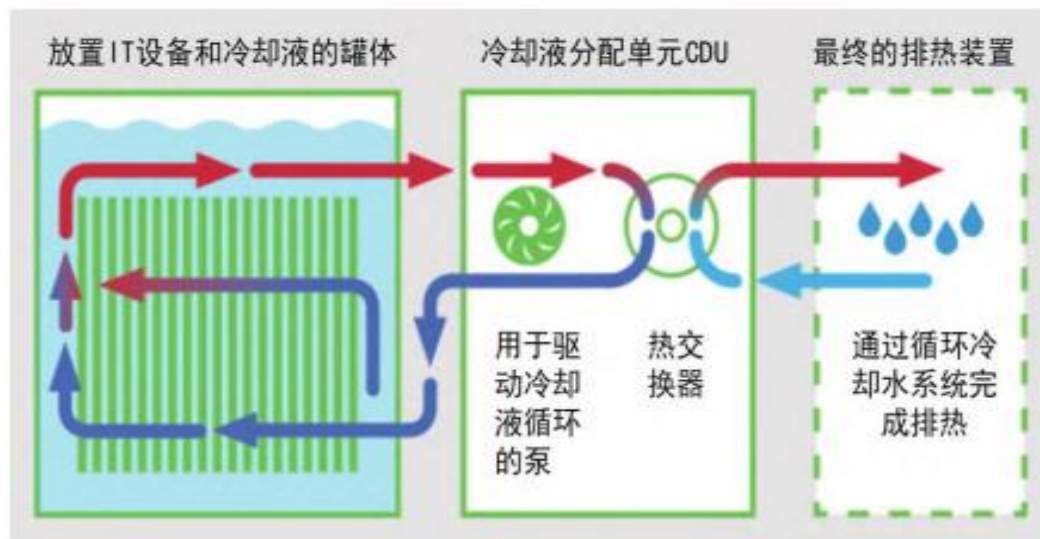 放置IT设备和冷却液的罐体
冷却液分配单元CDU
最终的排热装置
用于驱
动冷却
液循环
的泵
热交
换器
通过循环冷
却水系统完
成排热